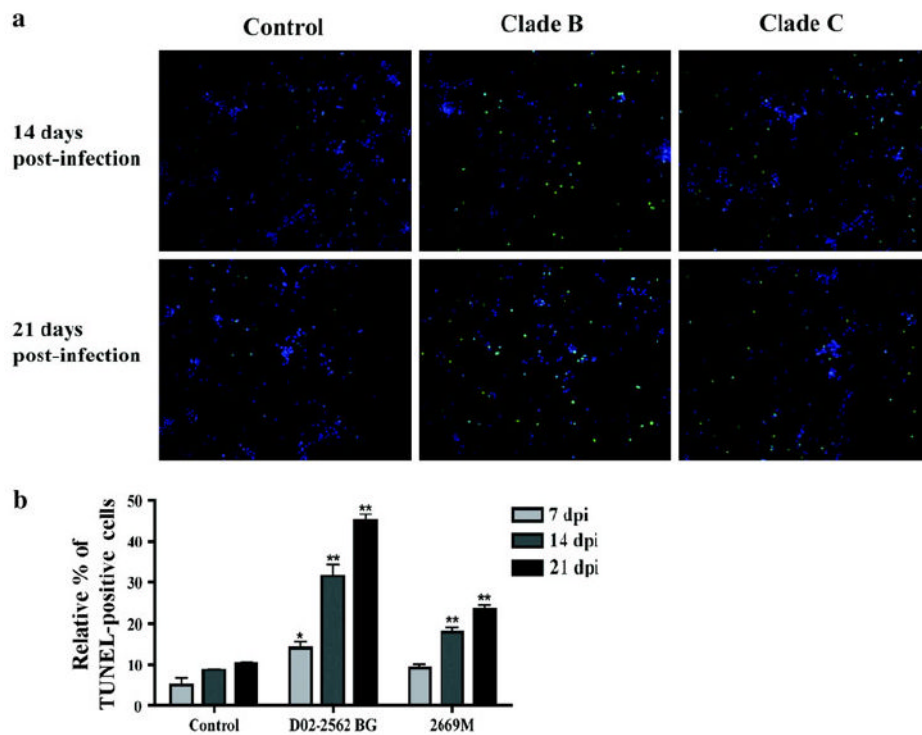 a
Control
Clade B
Clade C
14 days
post-infection
21 days
post-infection
b
Relative % of
TUNEL-positive cells
50
40
30
20
10
0
*
**
**
**
**
Control
D02-2562 BG
2669M
7 dpi
14 dpi
21 dpi